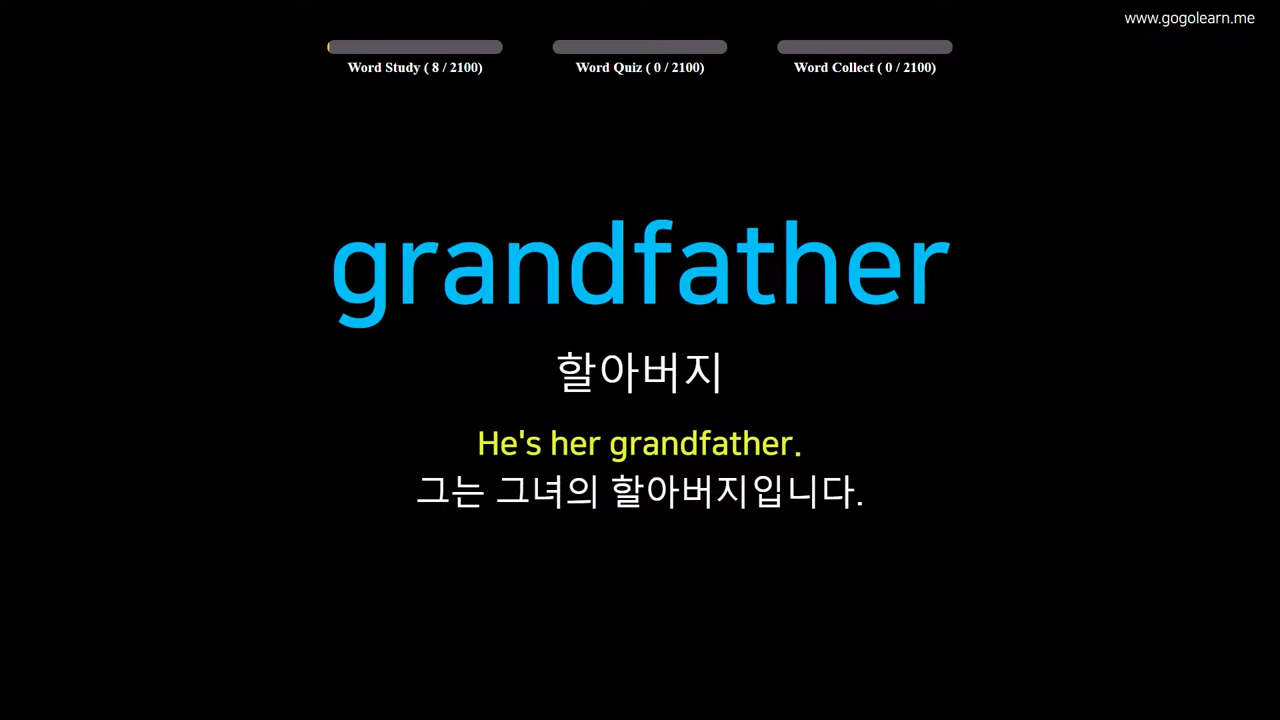 www.gogolearn.me
Word Study ( 8 / 2100)
Word Quiz ( 0 / 2100)
Word Collect ( 0 / 2100)
grandfather
할아버지
He's her grandfather.
그는 그녀의 할아버지입니다.